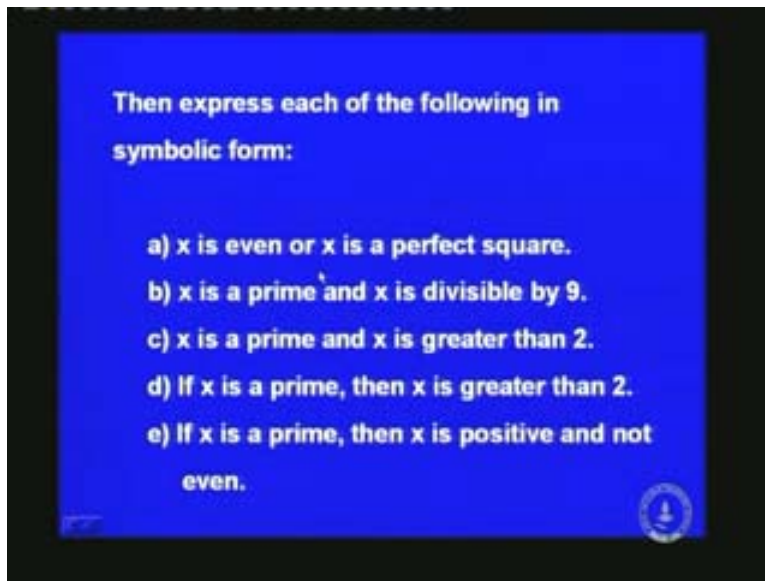 Then express each of the following in
symbolic form:
a) x is even or x is a perfect square.
b) x is a prime and x is divisible by 9.
c) x is a prime and x is greater than 2.
d) If x is a prime, then x is greater than 2.
e) If x is a prime, then x is positive and not
even.